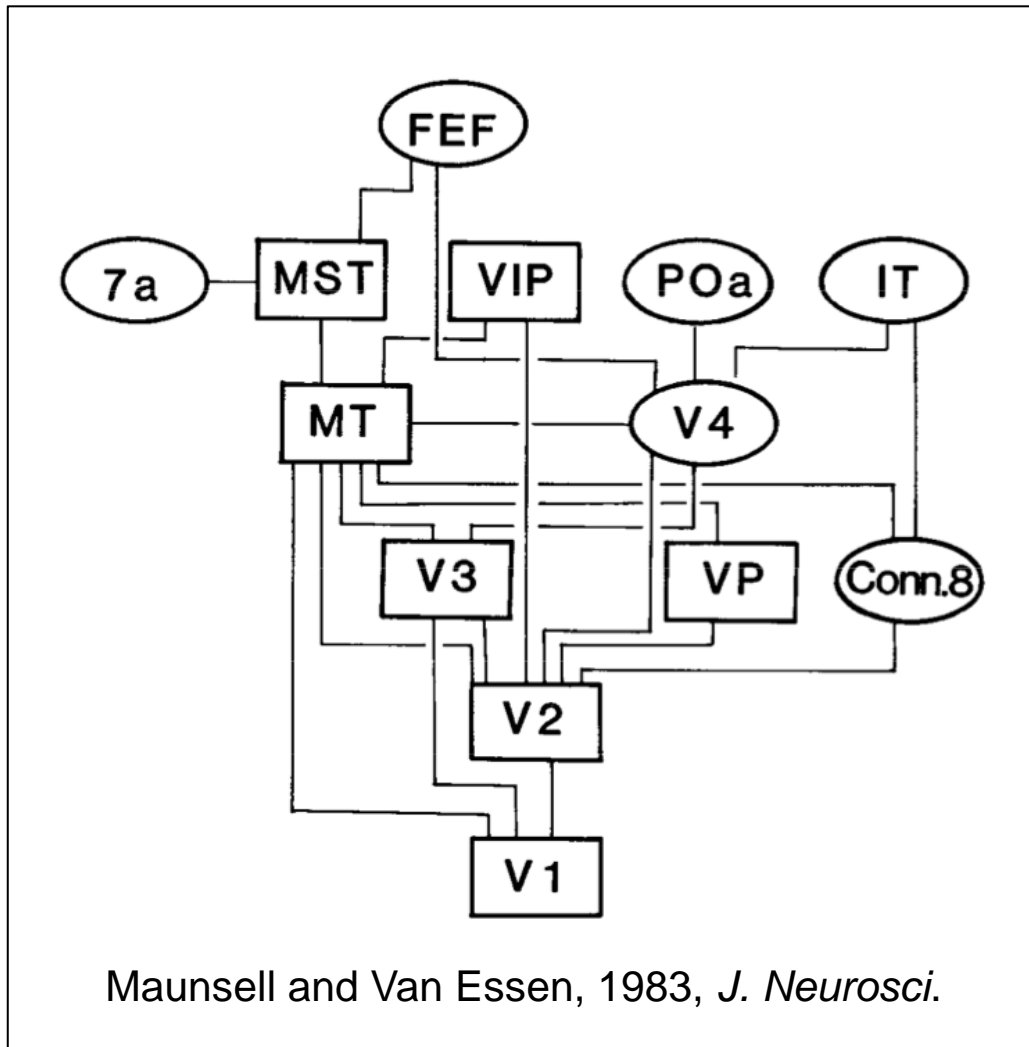 FEF
7a
MST
VIP
POa
IT
MT
V4
V3
VP
Conn.8
V2
V1
Maunsell and Van Essen, 1983, J. Neurosci.